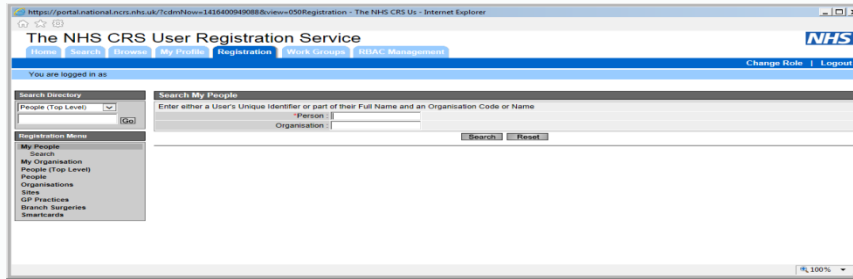 https://portal.national.ncrs.nhs.uk/?cdmNow=1416400949088&view=050Registration - The NHS CRS Us - Internet Explorer
The NHS CRS User Registration Service
NHS
Home Search Browse My Profile Registration Work Groups RBAC Management
Change Role | Logout
You are logged in as
Search Directory
People (Top Level)
Go
Registration Menu
My People
Search
My Organisation
People (Top Level)
People
Organisations
Sites
GP Practices
Branch Surgeries
Smartcards
Search My People
Enter either a User's Unique Identifier or part of their Full Name and an Organisation Code or Name
*Person :
Organisation :
Search Reset
100%